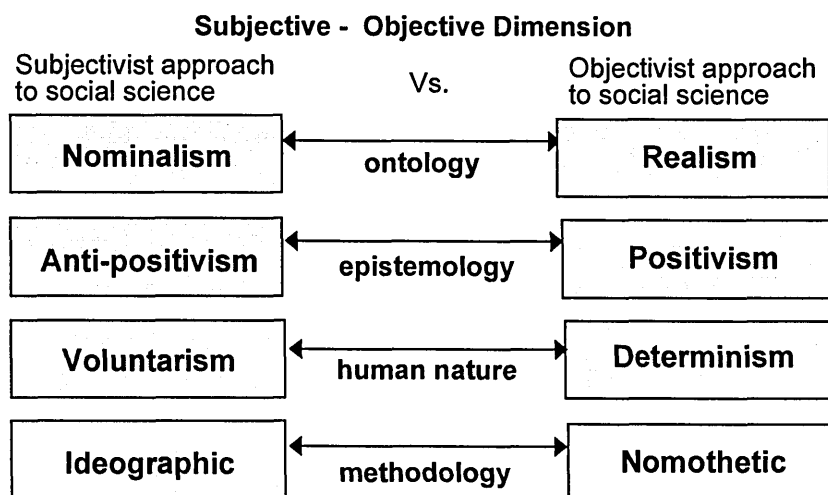 Subjective - Objective Dimension
Subjectivist approach
to social science
Vs.
Objectivist approach
to social science
Nominalism
ontology
Realism
Anti-positivism
epistemology
Positivism
Voluntarism
human nature
Determinism
Ideographic
methodology
Nomothetic